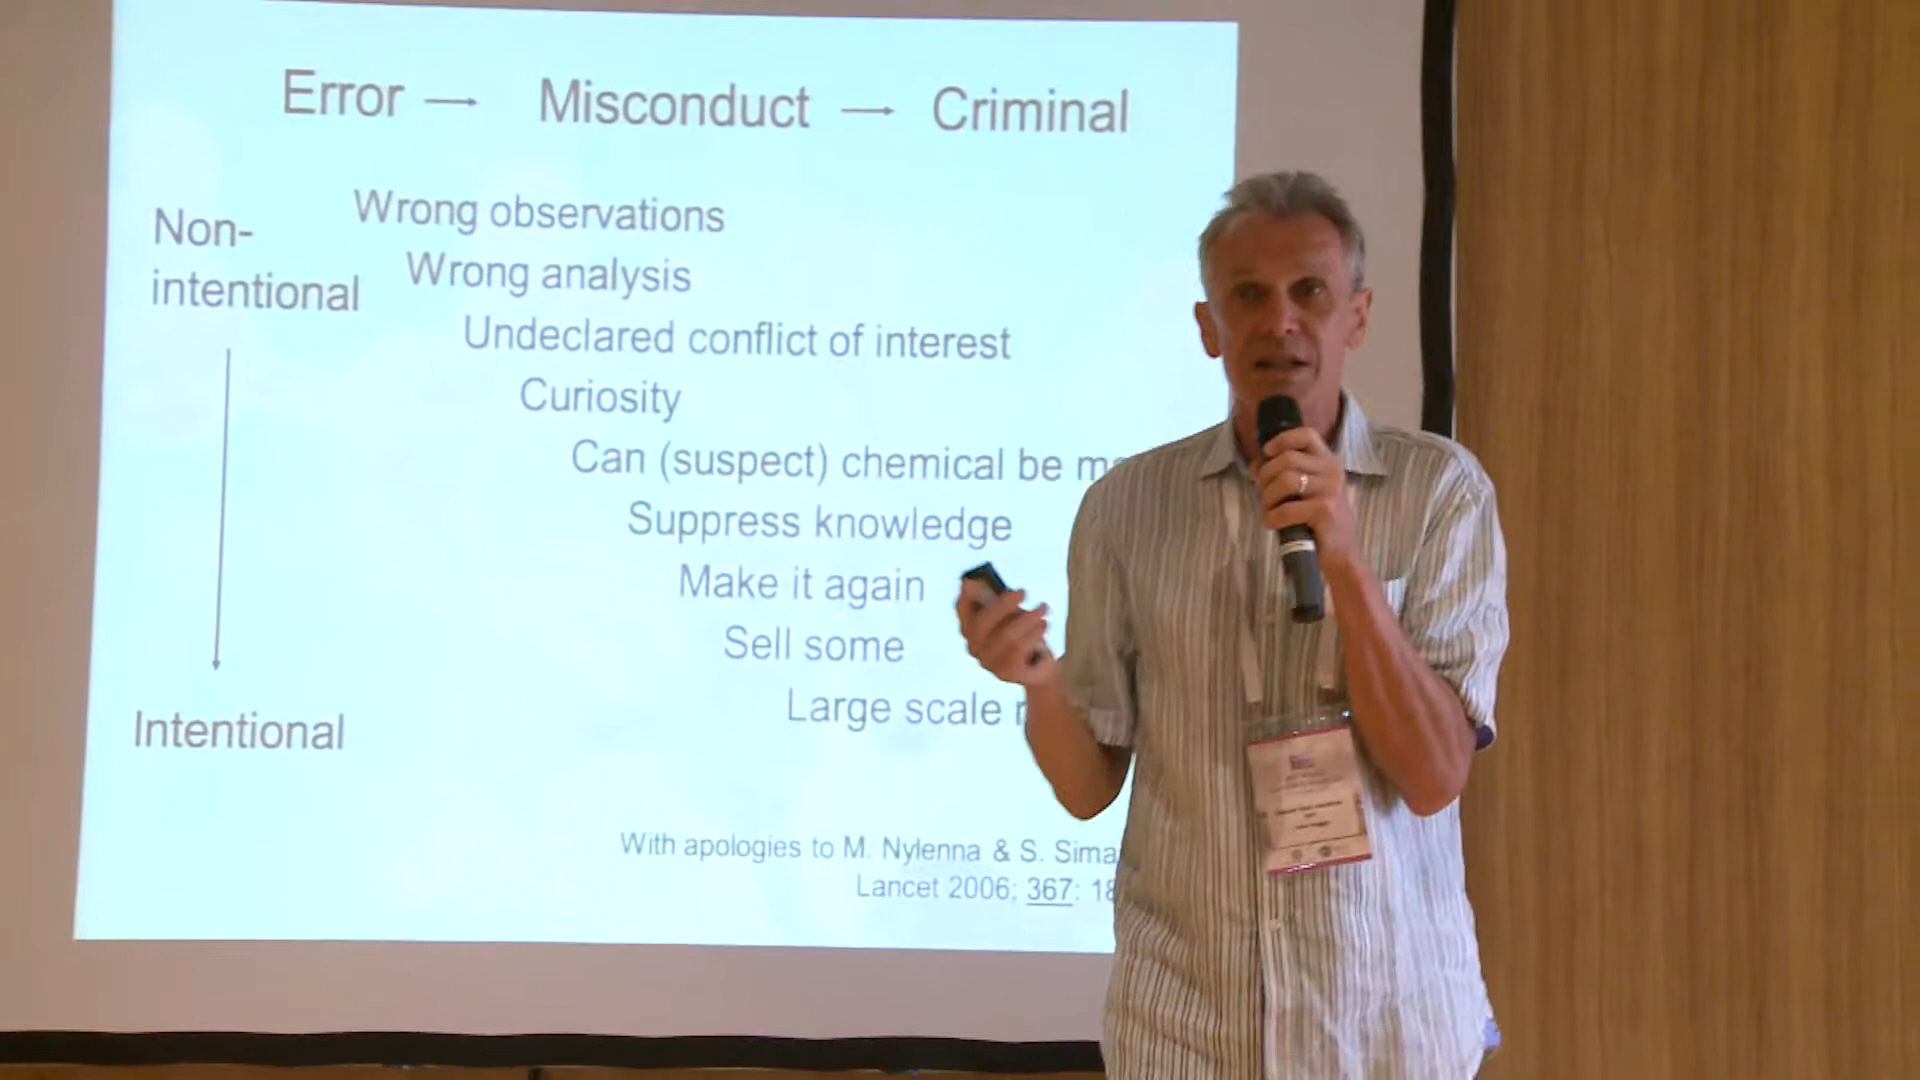 Error → Misconduct → Criminal
Non-
intentional
Wrong observations
Wrong analysis
Undeclared conflict of interest
Curiosity
Can (suspect) chemical be
Suppress knowledge
Make it again
Sell some
Large scale
Intentional
With apologies to M. Nylenna & S.
Lancet 2006; 367: